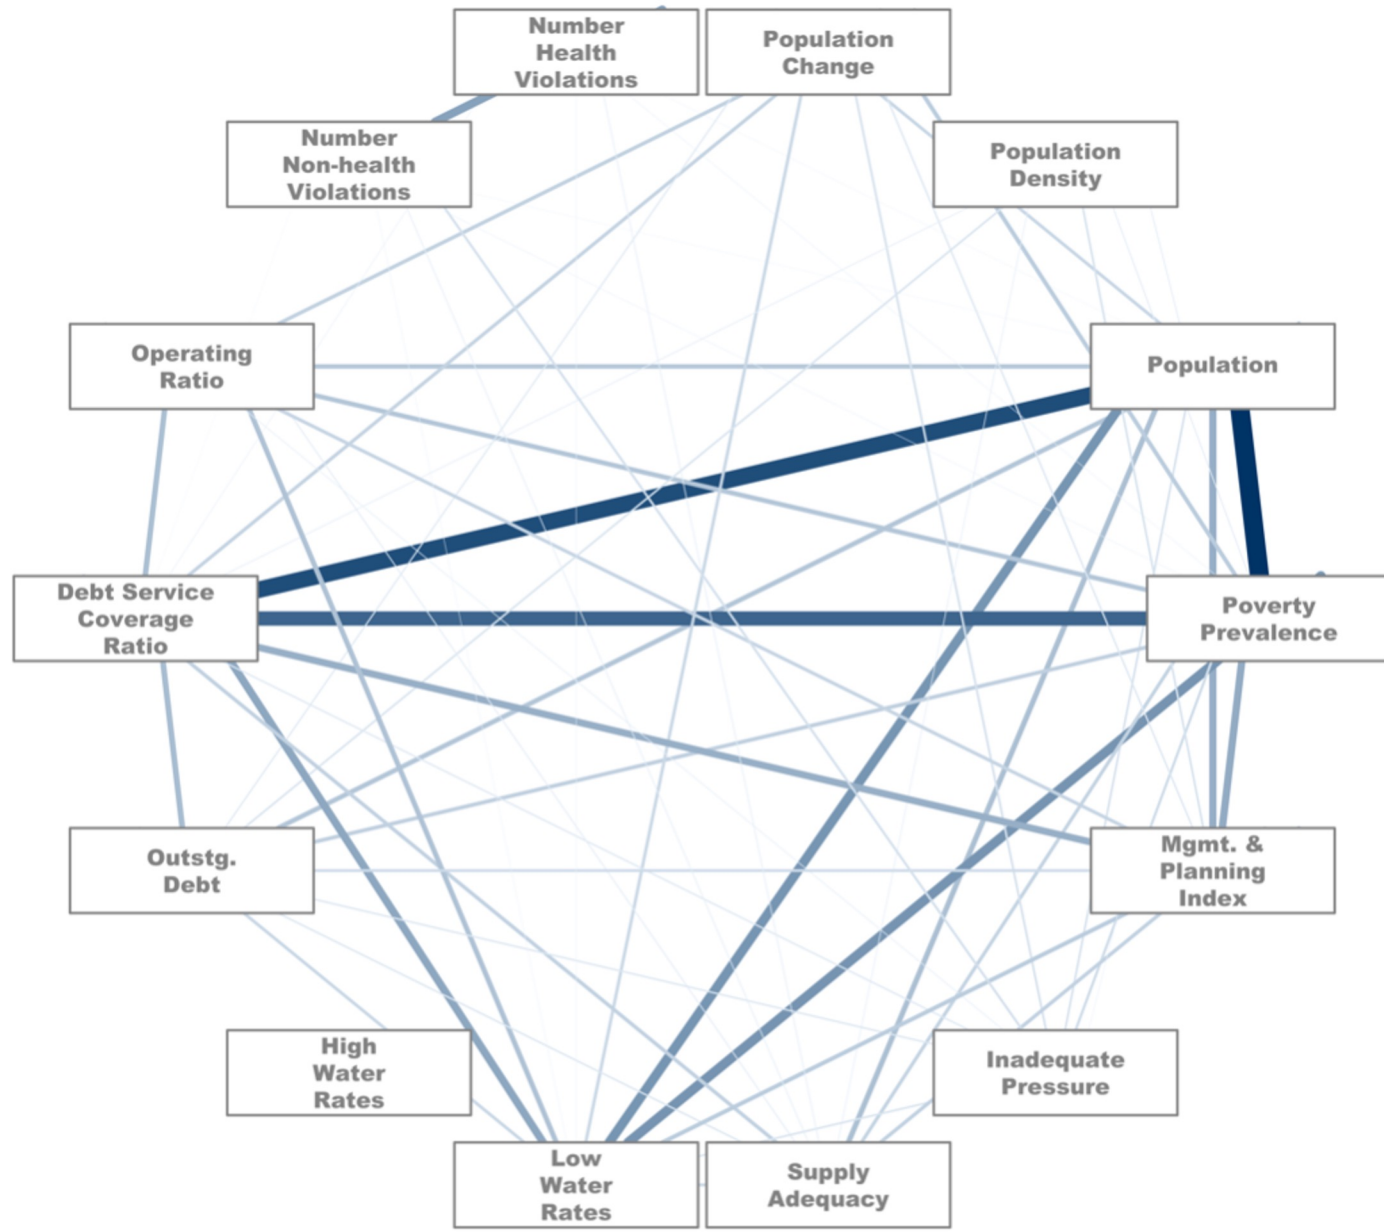 Number
Health
Violations
Population
Change
Number
Non-health
Violations
Population
Density
Operating
Ratio
Population
Debt Service
Coverage
Ratio
Poverty
Prevalence
Outstg.
Debt
Mgmt. &
Planning
Index
High
Water
Rates
Inadequate
Pressure
Low
Water
Rates
Supply
Adequacy